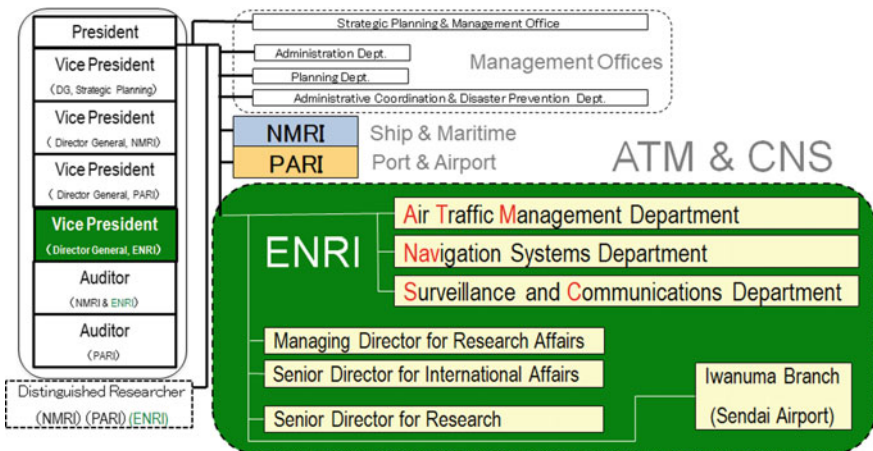 President
Vice President
(DG, Strategic Planning)
Vice President
( Director General, NMRI)
Vice President
( Director General, PARI)
Vice President
(Director General, ENRI)
Auditor
(NMRI & ENRI)
Auditor
(PARI)
Distinguished Researcher
(NMRI) (PARI) (ENRI)
Strategic Planning & Management Office
Administration Dept.
Planning Dept.
Administrative Coordination & Disaster Prevention Dept.
Management Offices
NMRI
Ship & Maritime
PARI
Port & Airport
ATM & CNS
ENRI
Air Traffic Management Department
Navigation Systems Department
Surveillance and Communications Department
Managing Director for Research Affairs
Senior Director for International Affairs
Senior Director for Research
Iwanuma Branch
(Sendai Airport)